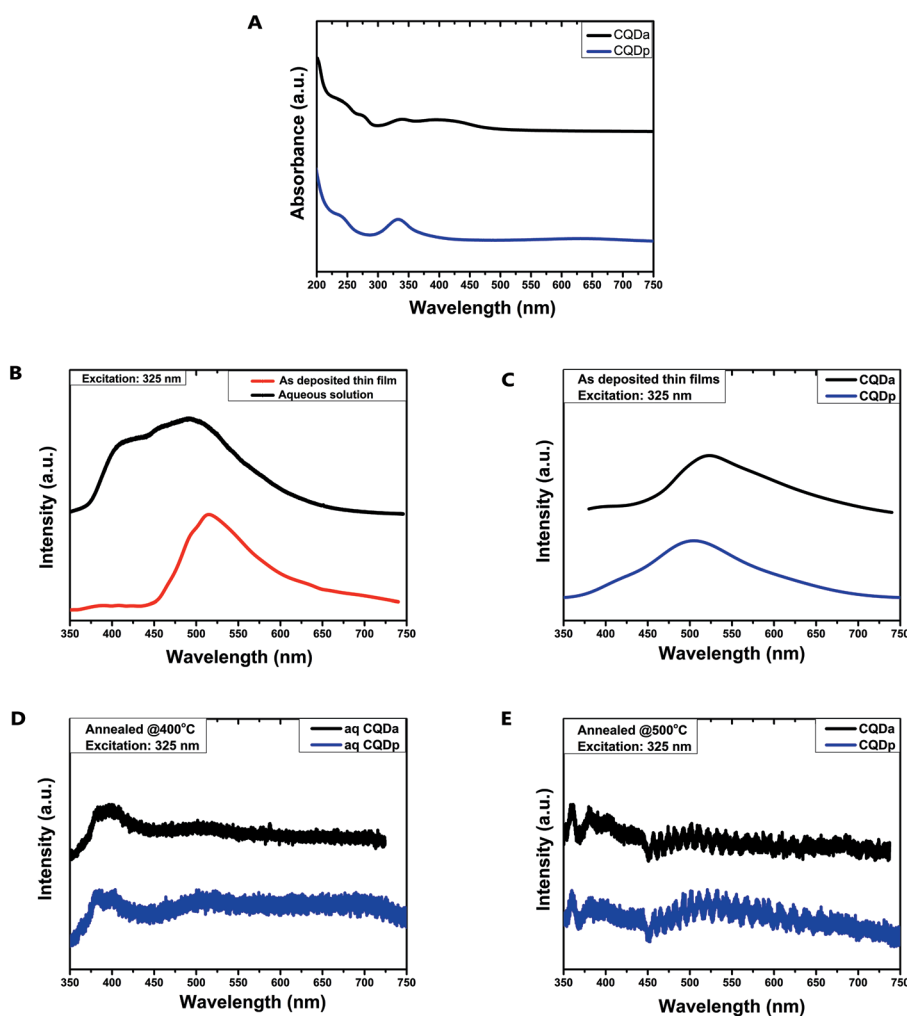 A
CQDa
CQDp
Absorbance (a.u.)
200 250 300 350 400 450 500 550 600 650 700 750
Wavelength (nm)
B
Excitation: 325 nm
As deposited thin film
Aqueous solution
Intensity (a.u.)
350 400 450 500 550 600 650 700 750
Wavelength (nm)
C
As deposited thin films
Excitation: 325 nm
CQDa
CQDp
Intensity (a.u.)
350 400 450 500 550 600 650 700 750
Wavelength (nm)
D
Annealed @400°C
Excitation: 325 nm
aq CQDa
aq CQDp
Intensity (a.u.)
350 400 450 500 550 600 650 700 750
Wavelength (nm)
E
Annealed @500°C
Excitation: 325 nm
CQDa
CQDp
Intensity (a.u.)
350 400 450 500 550 600 650 700 750
Wavelength (nm)